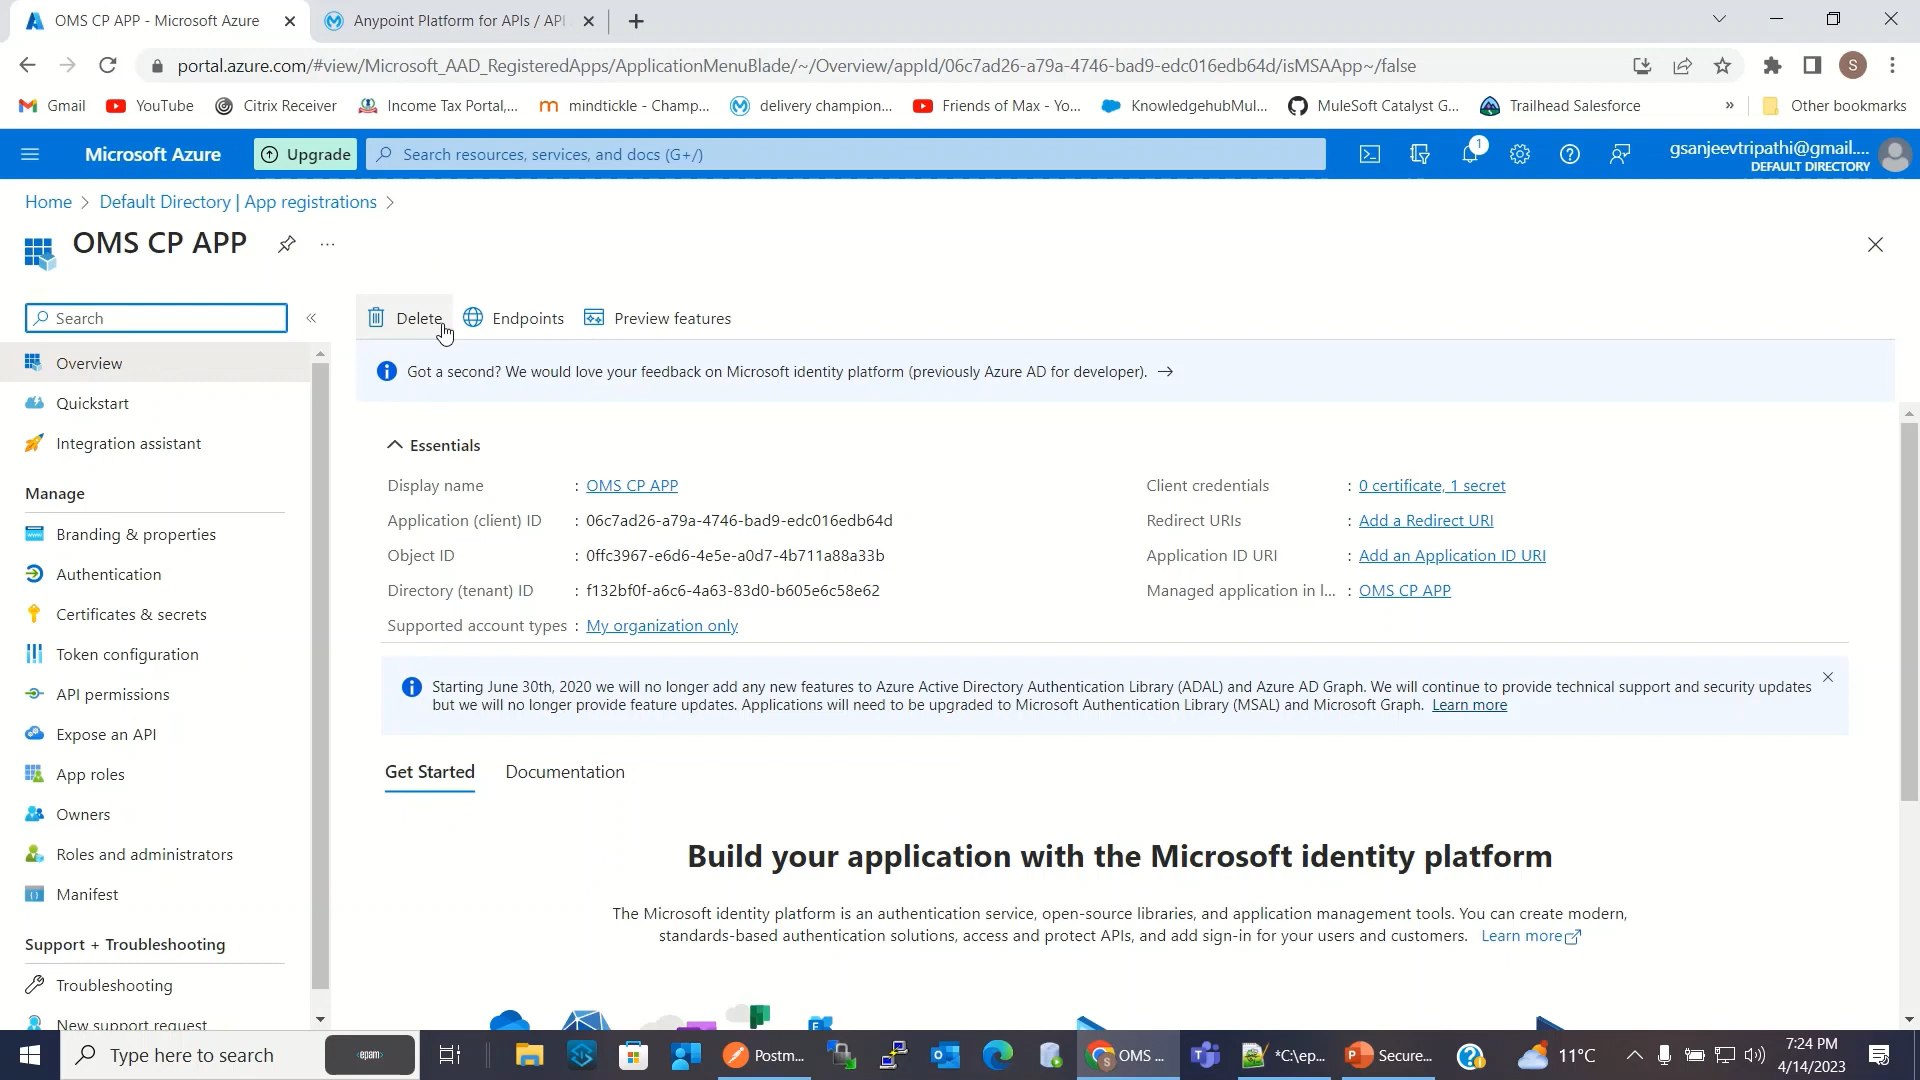 OMS CP APP - Microsoft Azure
Anypoint Platform for APIs / API
portal.azure.com/#view/Microsoft_AAD_RegisteredApps/ApplicationMenuBlade/~/Overview/appId/06c7ad26-a79a-4746-bad9-edc016edb64d/isMSAApp~/false
S
Gmail
YouTube
Citrix Receiver
Income Tax Portal,...
mindtickle - Champ...
delivery champion...
Friends of Max - Yo...
KnowledgehubMul...
MuleSoft Catalyst G...
Trailhead Salesforce
»
Other bookmarks
Microsoft Azure
Upgrade
Search resources, services, and docs (G+/)
1
gsanjeevtripathi@gmail....
DEFAULT DIRECTORY
Home > Default Directory | App registrations >
OMS CP APP
...
Search
«
Delete
Endpoints
Preview features
Got a second? We would love your feedback on Microsoft identity platform (previously Azure AD for developer). →
Overview
Quickstart
Integration assistant
Manage
Branding & properties
Authentication
Certificates & secrets
Token configuration
API permissions
Expose an API
App roles
Owners
Roles and administrators
Manifest
Support + Troubleshooting
Troubleshooting
New support request
Essentials
Display name : OMS CP APP
Application (client) ID : 06c7ad26-a79a-4746-bad9-edc016edb64d
Object ID : 0ffc3967-e6d6-4e5e-a0d7-4b711a88a33b
Directory (tenant) ID : f132bf0f-a6c6-4a63-83d0-b605e6c58e62
Supported account types : My organization only
Client credentials : 0 certificate, 1 secret
Redirect URIs : Add a Redirect URI
Application ID URI : Add an Application ID URI
Managed application in l... : OMS CP APP
Starting June 30th, 2020 we will no longer add any new features to Azure Active Directory Authentication Library (ADAL) and Azure AD Graph. We will continue to provide technical support and security updates
but we will no longer provide feature updates. Applications will need to be upgraded to Microsoft Authentication Library (MSAL) and Microsoft Graph. Learn more
Get Started
Documentation
Build your application with the Microsoft identity platform
The Microsoft identity platform is an authentication service, open-source libraries, and application management tools. You can create modern,
standards-based authentication solutions, access and protect APIs, and add sign-in for your users and customers. Learn more
Type here to search
<epam>
Postm...
OMS ...
*C:\ep...
Secure...
11°C
7:24 PM
4/14/2023